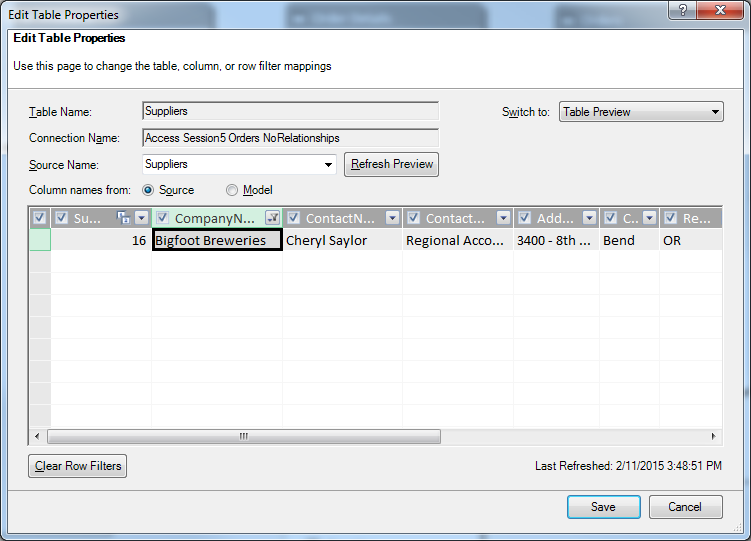 Edit Table Properties
Edit Table Properties
Use this page to change the table, column, or row filter mappings
Table Name: Suppliers Switch to: Table Preview
Connection Name: Access Session5 Orders NoRelationships
Source Name: Suppliers Refresh Preview
Column names from: Source Model
Su... CompanyN... ContactN... Contact... Add... C... Re...
16 Bigfoot Breweries Cheryl Saylor Regional Acco... 3400 - 8th ... Bend OR
Clear Row Filters Last Refreshed: 2/11/2015 3:48:51 PM
Save Cancel